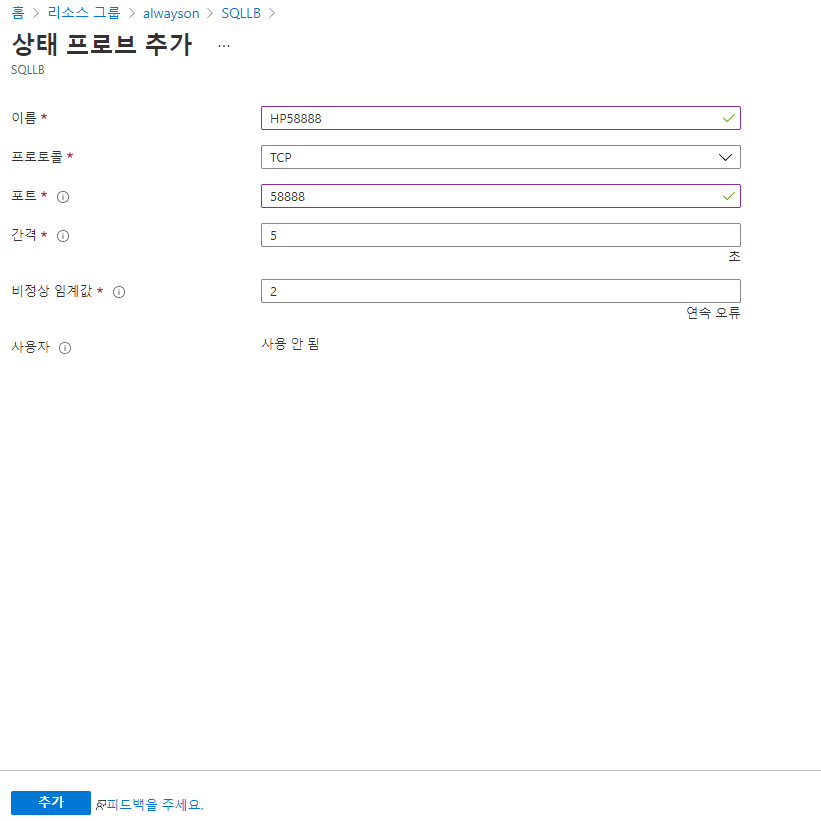 홈 > 리소스 그룹 > alwayson > SQLLB >
상태 프로브 추가 ...
SQLLB
이름 * HP58888
프로토콜 * TCP
포트 * 58888
간격 * 5
초
비정상 임계값 * 2
연속 오류
사용자 사용 안 됨
추가 피드백을 주세요.